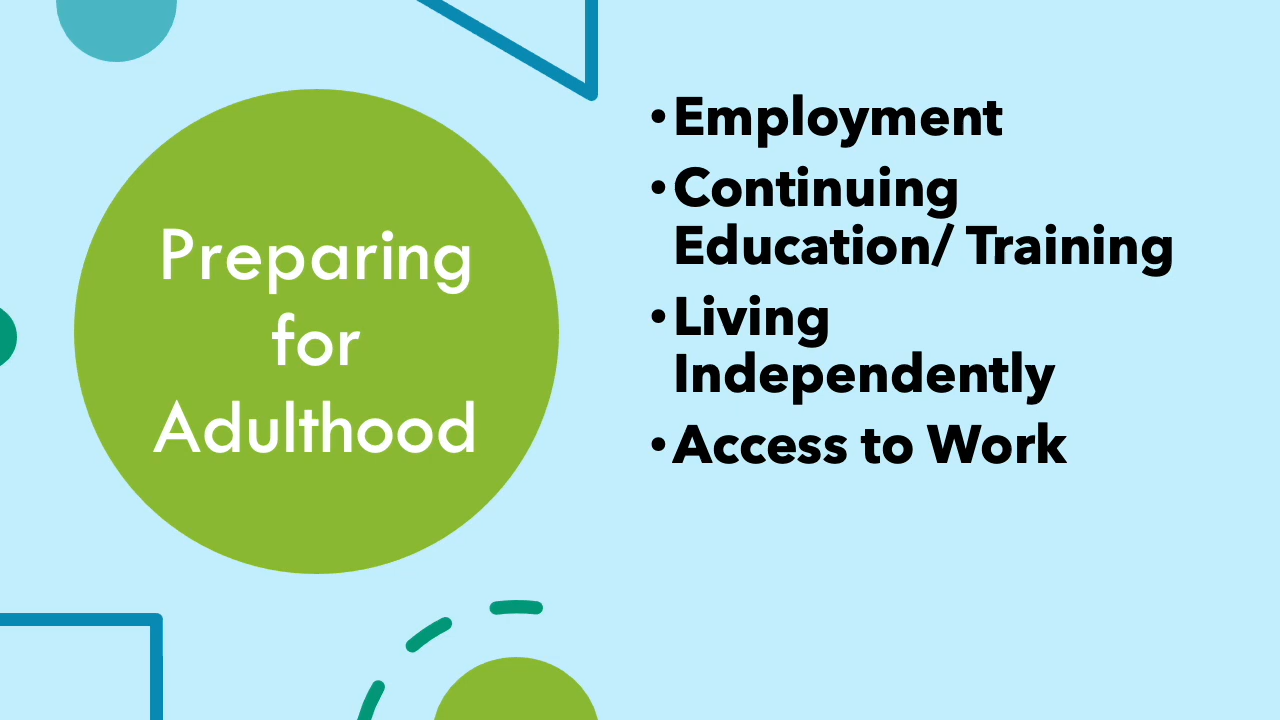 Preparing
for
Adulthood
• Employment
• Continuing
Education/ Training
• Living
Independently
• Access to Work